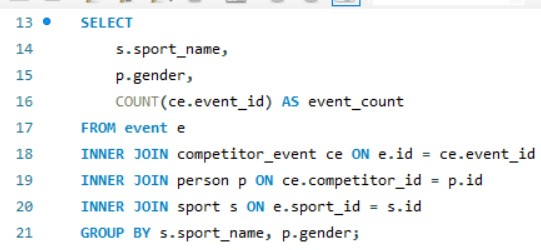 13 SELECT
14 s.sport_name,
15 p.gender,
16 COUNT(ce.event_id) AS event_count
17 FROM event e
18 INNER JOIN competitor_event ce ON e.id = ce.event_id
19 INNER JOIN person p ON ce.competitor_id = p.id
20 INNER JOIN sport s ON e.sport_id = s.id
21 GROUP BY s.sport_name, p.gender;